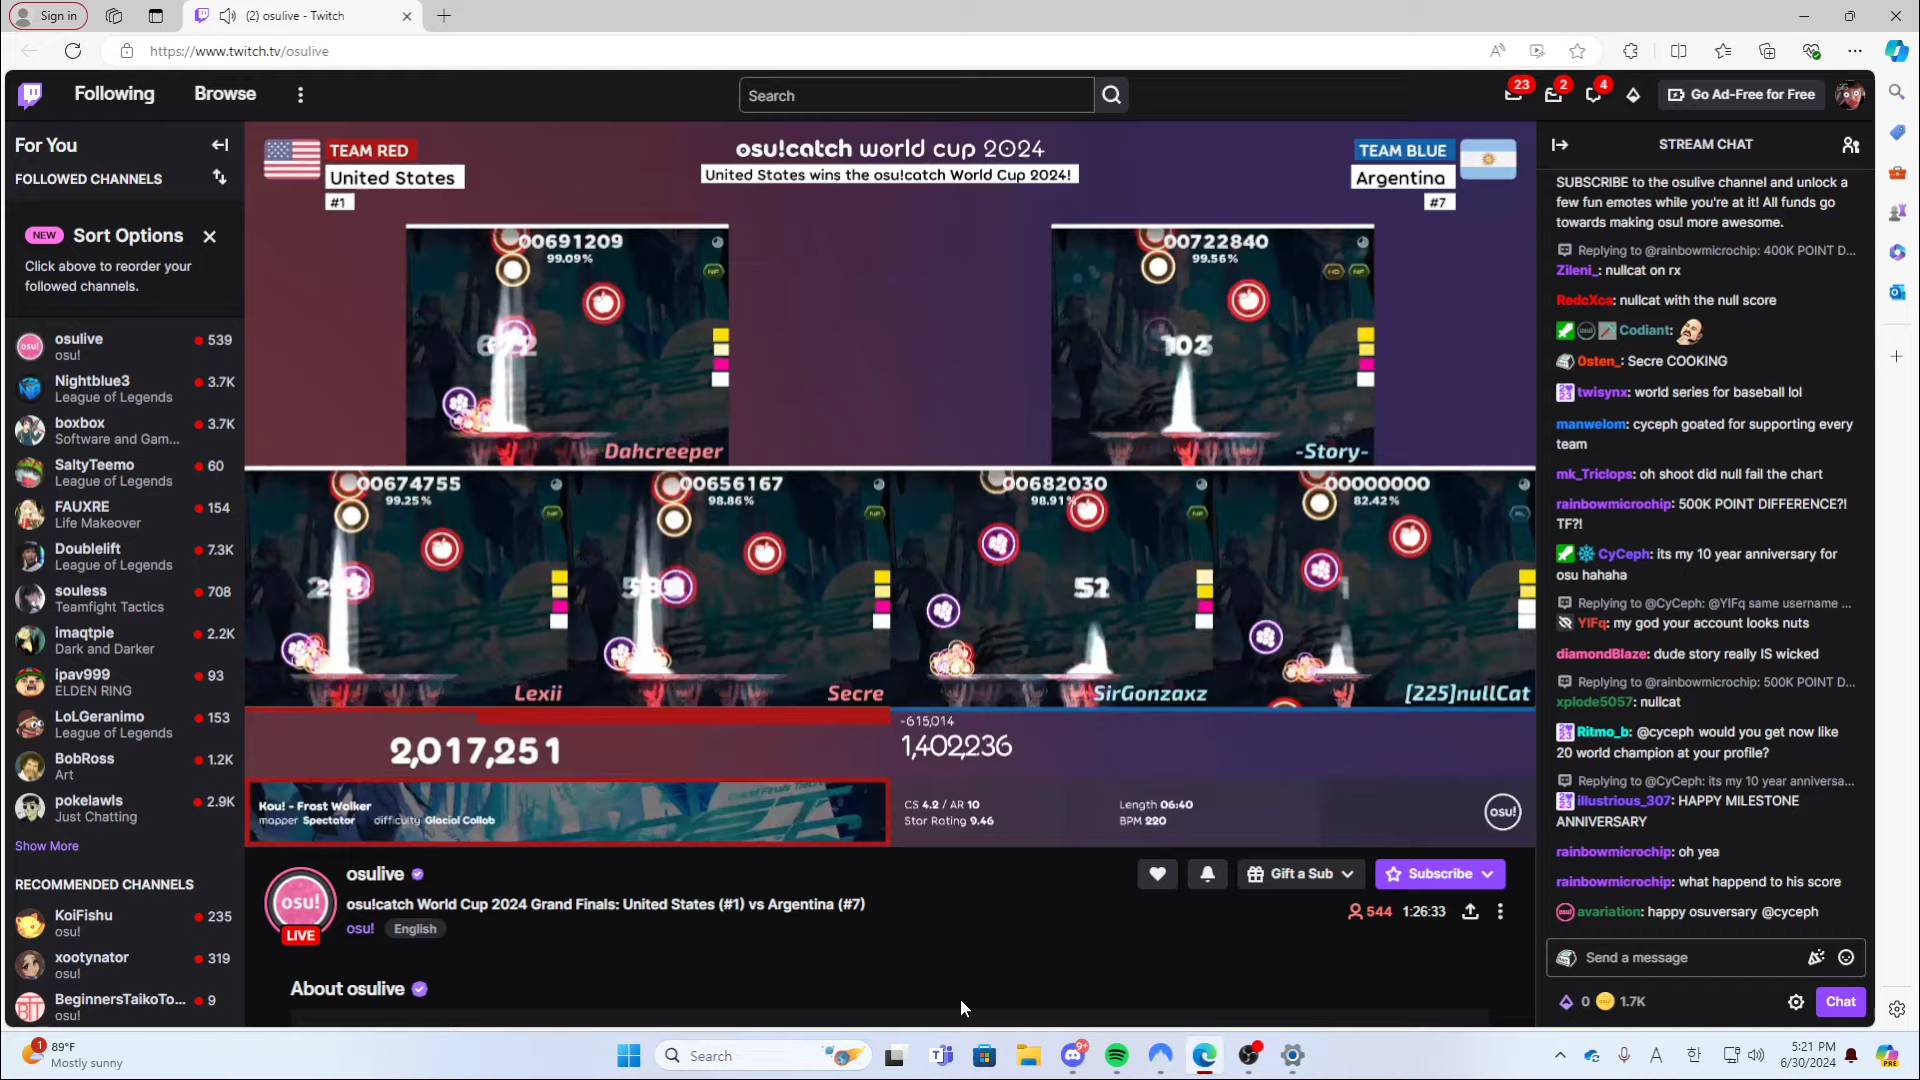 Sign in
(2) osulive - Twitch
https://www.twitch.tv/osulive
Following
Browse
Search
23
2
4
Go Ad-Free for Free
For You
FOLLOWED CHANNELS
NEW Sort Options
Click above to reorder your
followed channels.
osulive
osu!
539
Nightblue3
League of Legends
3.7K
boxbox
Software and Gam...
3.7K
SaltyTeemo
League of Legends
60
FAUXRE
Life Makeover
154
Doublelift
League of Legends
7.3K
souless
Teamfight Tactics
708
imaqtpie
Dark and Darker
2.2K
ipav999
ELDEN RING
93
LoLGeranimo
League of Legends
153
BobRoss
Art
1.2K
pokelawls
Just Chatting
2.9K
Show More
RECOMMENDED CHANNELS
KoiFishu
osu!
235
xootynator
osu!
319
BeginnersTaikoTo...
osu!
9
TEAM RED
United States
#1
osu!catch world cup 2024
United States wins the osu!catch World Cup 2024!
TEAM BLUE
Argentina
#7
00691209
99.09%
NF
Dahcreeper
00722840
99.56%
HD NF
103
-Story-
00674755
99.25%
NF
Lexii
00656167
98.86%
NF
Secre
00682030
98.91%
NF
52
SirGonzaxz
00000000
82.42%
[225]nullCat
2,017,251
-615,014
1,402,236
Kou! - Frost Walker
mapper Spectator difficulty Glacial Collab
CS 4.2 / AR 10
Star Rating 9.46
Length 06:40
BPM 220
osu!
osulive
osu!catch World Cup 2024 Grand Finals: United States (#1) vs Argentina (#7)
osu! English
osu!
LIVE
Gift a Sub
Subscribe
544
1:26:33
About osulive
STREAM CHAT
SUBSCRIBE to the osulive channel and unlock a
few fun emotes while you're at it! All funds go
towards making osu! more awesome.
Replying to @rainbowmicrochip: 400K POINT D...
Zileni_: nullcat on rx
RedcXca: nullcat with the null score
Codiant:
0sten_: Secre COOKING
twisynx: world series for baseball lol
manwelom: cyceph goated for supporting every
team
mk_Triclops: oh shoot did null fail the chart
rainbowmicrochip: 500K POINT DIFFERENCE?!
TF?!
CyCeph: its my 10 year anniversary for
osu hahaha
Replying to @CyCeph: @YIFq same username ...
YIFq: my god your account looks nuts
diamondBlaze: dude story really IS wicked
Replying to @rainbowmicrochip: 500K POINT D...
xplode5057: nullcat
Ritmo_b: @cyceph would you get now like
20 world champion at your profile?
Replying to @CyCeph: its my 10 year anniversa...
illustrious_307: HAPPY MILESTONE
ANNIVERSARY
rainbowmicrochip: oh yea
rainbowmicrochip: what happend to his score
avariation: happy osuversary @cyceph
Send a message
0
1.7K
Chat
1
89°F
Mostly sunny
Search
9+
A
한
5:21 PM
6/30/2024
PRE